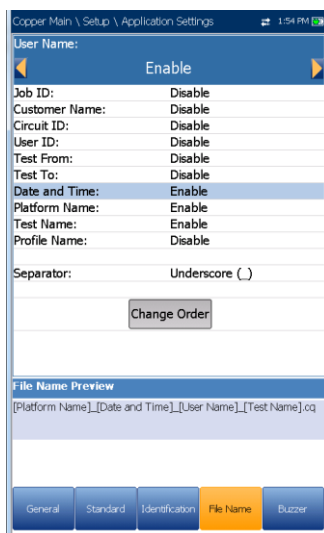 Copper Main \ Setup \ Application Settings 1:54 PM
User Name:
Enable
Job ID: Disable
Customer Name: Disable
Circuit ID: Disable
User ID: Disable
Test From: Disable
Test To: Disable
Date and Time: Enable
Platform Name: Enable
Test Name: Enable
Profile Name: Disable
Separator: Underscore (_)
Change Order
File Name Preview
[Platform Name]_[Date and Time]_[User Name]_[Test Name].cq
General Standard Identification File Name Buzzer